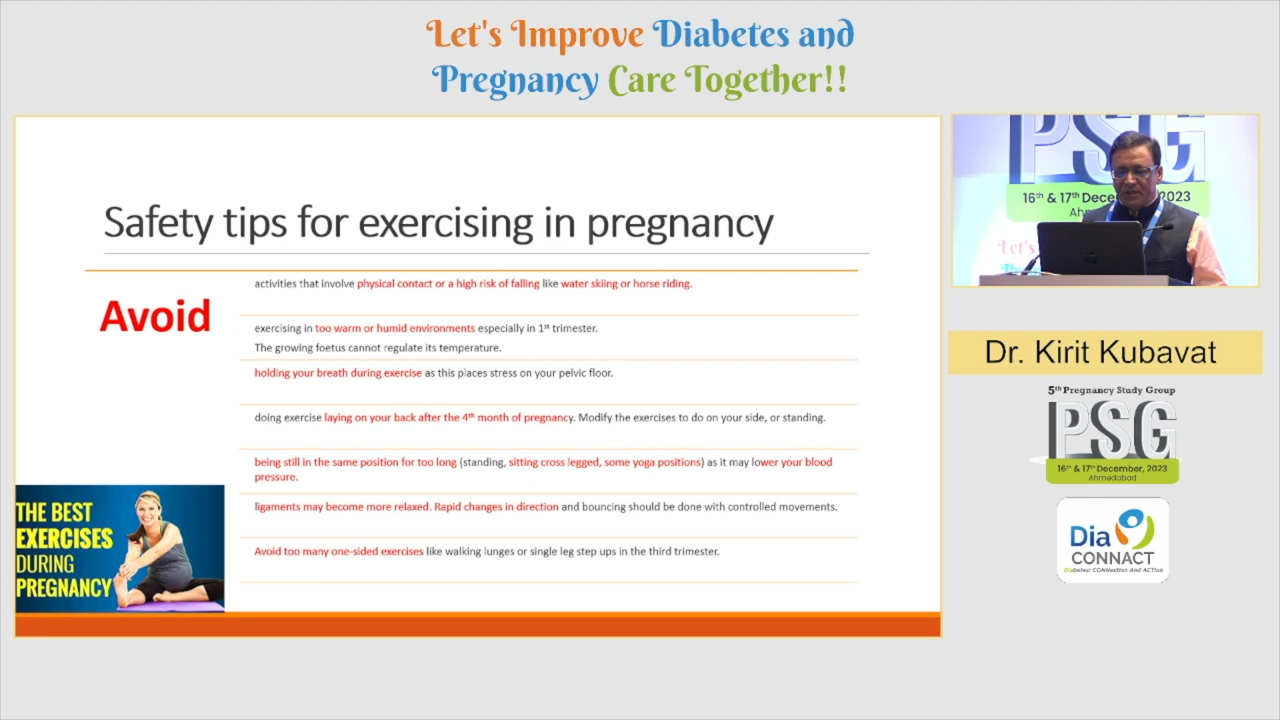 Let's Improve Diabetes and
Pregnancy Care Together!!
Safety tips for exercising in pregnancy
Avoid
activities that involve physical contact or a high risk of falling like water skiing or horse riding.
exercising in too warm or humid environments especially in 1st trimester.
The growing foetus cannot regulate its temperature.
holding your breath during exercise as this places stress on your pelvic floor.
doing exercise laying on your back after the 4th month of pregnancy. Modify the exercises to do on your side, or standing.
being still in the same position for too long (standing, sitting cross legged, some yoga positions) as it may lower your blood
pressure.
ligaments may become more relaxed. Rapid changes in direction and bouncing should be done with controlled movements.
Avoid too many one-sided exercises like walking lunges or single leg step ups in the third trimester.
THE BEST
EXERCISES
DURING
PREGNANCY
PSG
16th & 17th December, 2023
Let's
Dr. Kirit Kubavat
5th Pregnancy Study Group
PSG
16th & 17th December, 2023
Ahmedabad
Dia
CONNACT
Diabetes: CONNection And ACTion